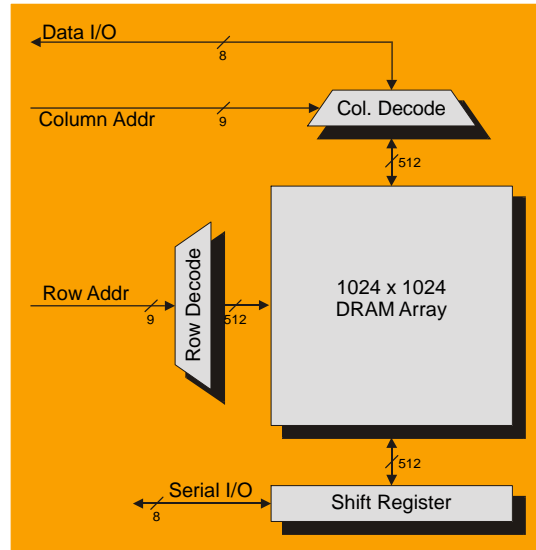 Data I/O
8
Col. Decode
Column Addr
9
512
1024 x 1024
DRAM Array
Row Addr
9
Row Decode
512
512
Serial I/O
8
Shift Register